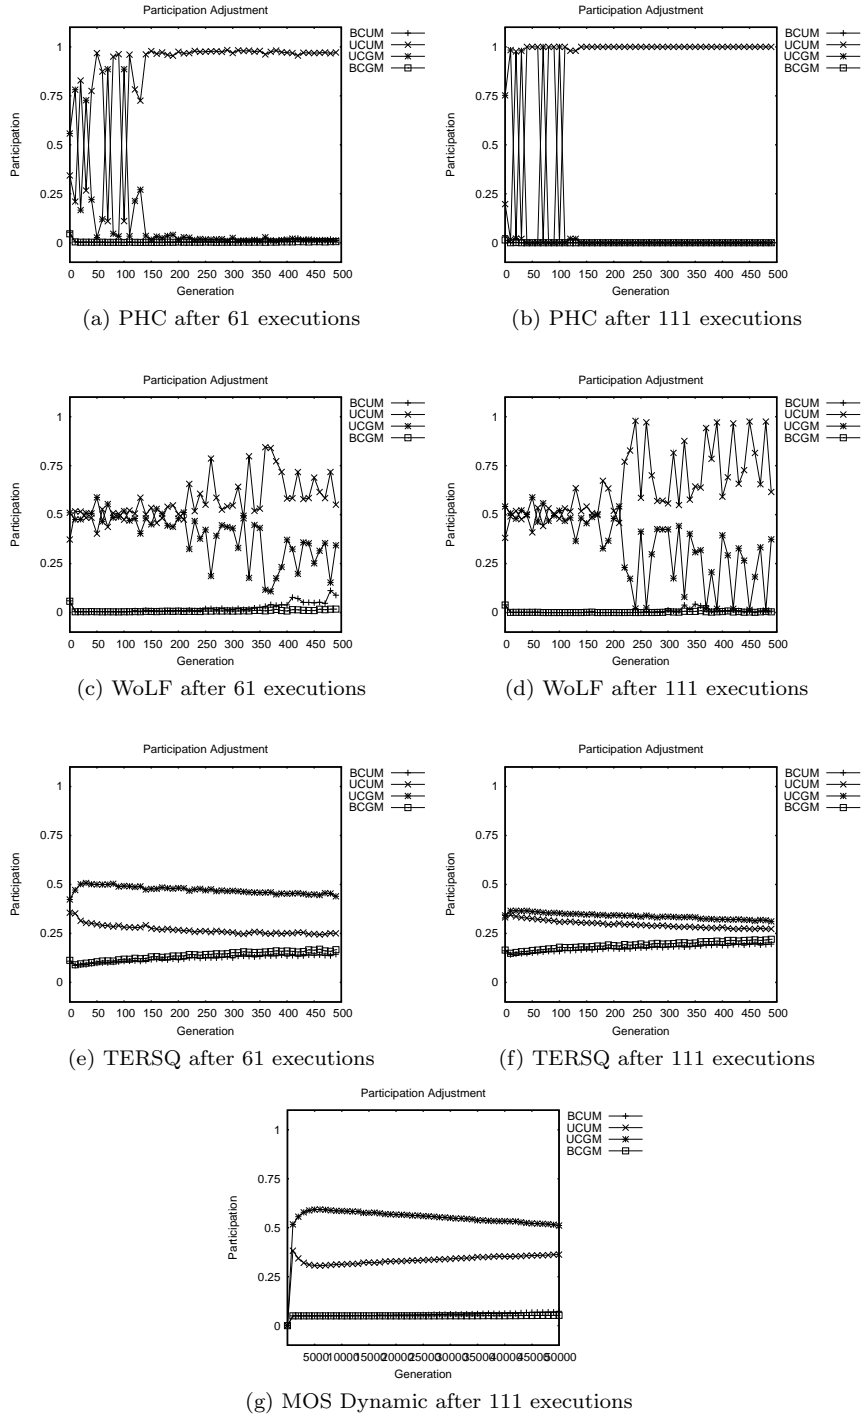 Participation Adjustment
Participation
1
0.75
0.5
0.25
0
0 50 100 150 200 250 300 350 400 450 500
Generation
BCUM
UCUM
UCGM
BCGM
(a) PHC after 61 executions
Participation Adjustment
Participation
1
0.75
0.5
0.25
0
0 50 100 150 200 250 300 350 400 450 500
Generation
BCUM
UCUM
UCGM
BCGM
(b) PHC after 111 executions
Participation Adjustment
Participation
1
0.75
0.5
0.25
0
0 50 100 150 200 250 300 350 400 450 500
Generation
BCUM
UCUM
UCGM
BCGM
(c) WoLF after 61 executions
Participation Adjustment
Participation
1
0.75
0.5
0.25
0
0 50 100 150 200 250 300 350 400 450 500
Generation
BCUM
UCUM
UCGM
BCGM
(d) WoLF after 111 executions
Participation Adjustment
Participation
1
0.75
0.5
0.25
0
0 50 100 150 200 250 300 350 400 450 500
Generation
BCUM
UCUM
UCGM
BCGM
(e) TERSQ after 61 executions
Participation Adjustment
Participation
1
0.75
0.5
0.25
0
0 50 100 150 200 250 300 350 400 450 500
Generation
BCUM
UCUM
UCGM
BCGM
(f) TERSQ after 111 executions
Participation Adjustment
Participation
1
0.75
0.5
0.25
0
5000 10000 15000 20000 25000 30000 35000 40000 45000 50000
Generation
BCUM
UCUM
UCGM
BCGM
(g) MOS Dynamic after 111 executions